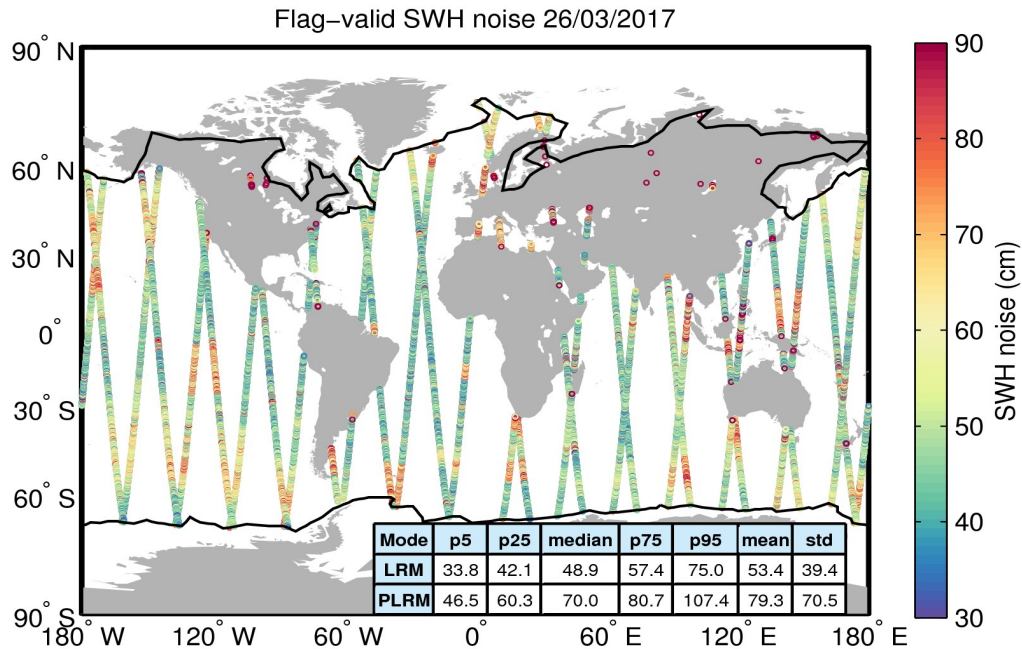 Flag−valid SWH noise 26/03/2017
90° N
60° N
30° N
0°
30° S
60° S
90° S
180° W
120° W
60° W
0°
60° E
120° E
180° E
Mode p5 p25 median p75 p95 mean std
LRM 33.8 42.1 48.9 57.4 75.0 53.4 39.4
PLRM 46.5 60.3 70.0 80.7 107.4 79.3 70.5
90
80
70
60
50
40
30
SWH noise (cm)